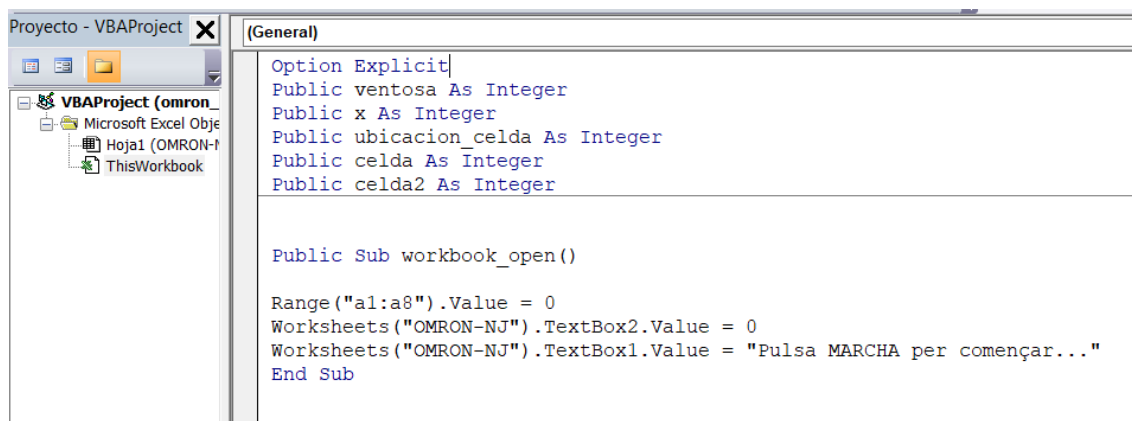 Proyecto - VBAProject
VBAProject (omron_
Microsoft Excel Obje
Hoja1 (OMRON-N
ThisWorkbook
(General)
Option Explicit
Public ventosa As Integer
Public x As Integer
Public ubicacion_celda As Integer
Public celda As Integer
Public celda2 As Integer
Public Sub workbook_open()
Range("a1:a8").Value = 0
Worksheets("OMRON-NJ").TextBox2.Value = 0
Worksheets("OMRON-NJ").TextBox1.Value = "Pulsa MARCHA per començar..."
End Sub